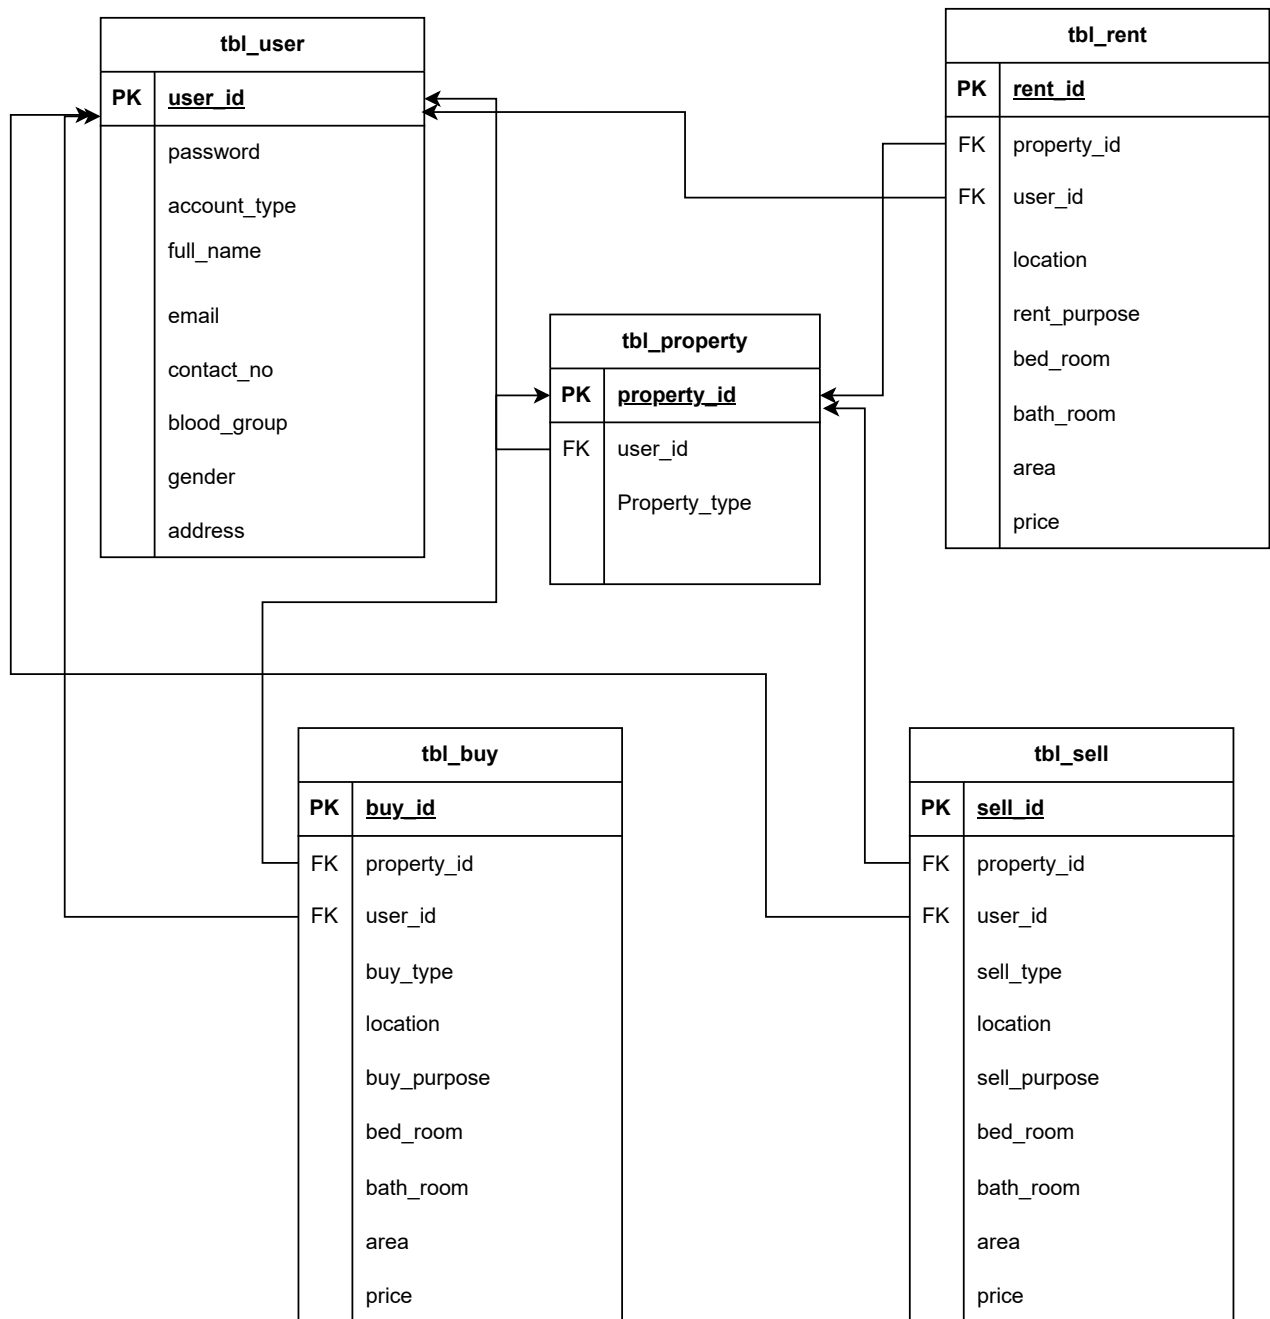 tbl_user
PK user_id
password
account_type
full_name
email
contact_no
blood_group
gender
address
tbl_rent
PK rent_id
FK property_id
FK user_id
location
rent_purpose
bed_room
bath_room
area
price
tbl_property
PK property_id
FK user_id
Property_type
tbl_buy
PK buy_id
FK property_id
FK user_id
buy_type
location
buy_purpose
bed_room
bath_room
area
price
tbl_sell
PK sell_id
FK property_id
FK user_id
sell_type
location
sell_purpose
bed_room
bath_room
area
price